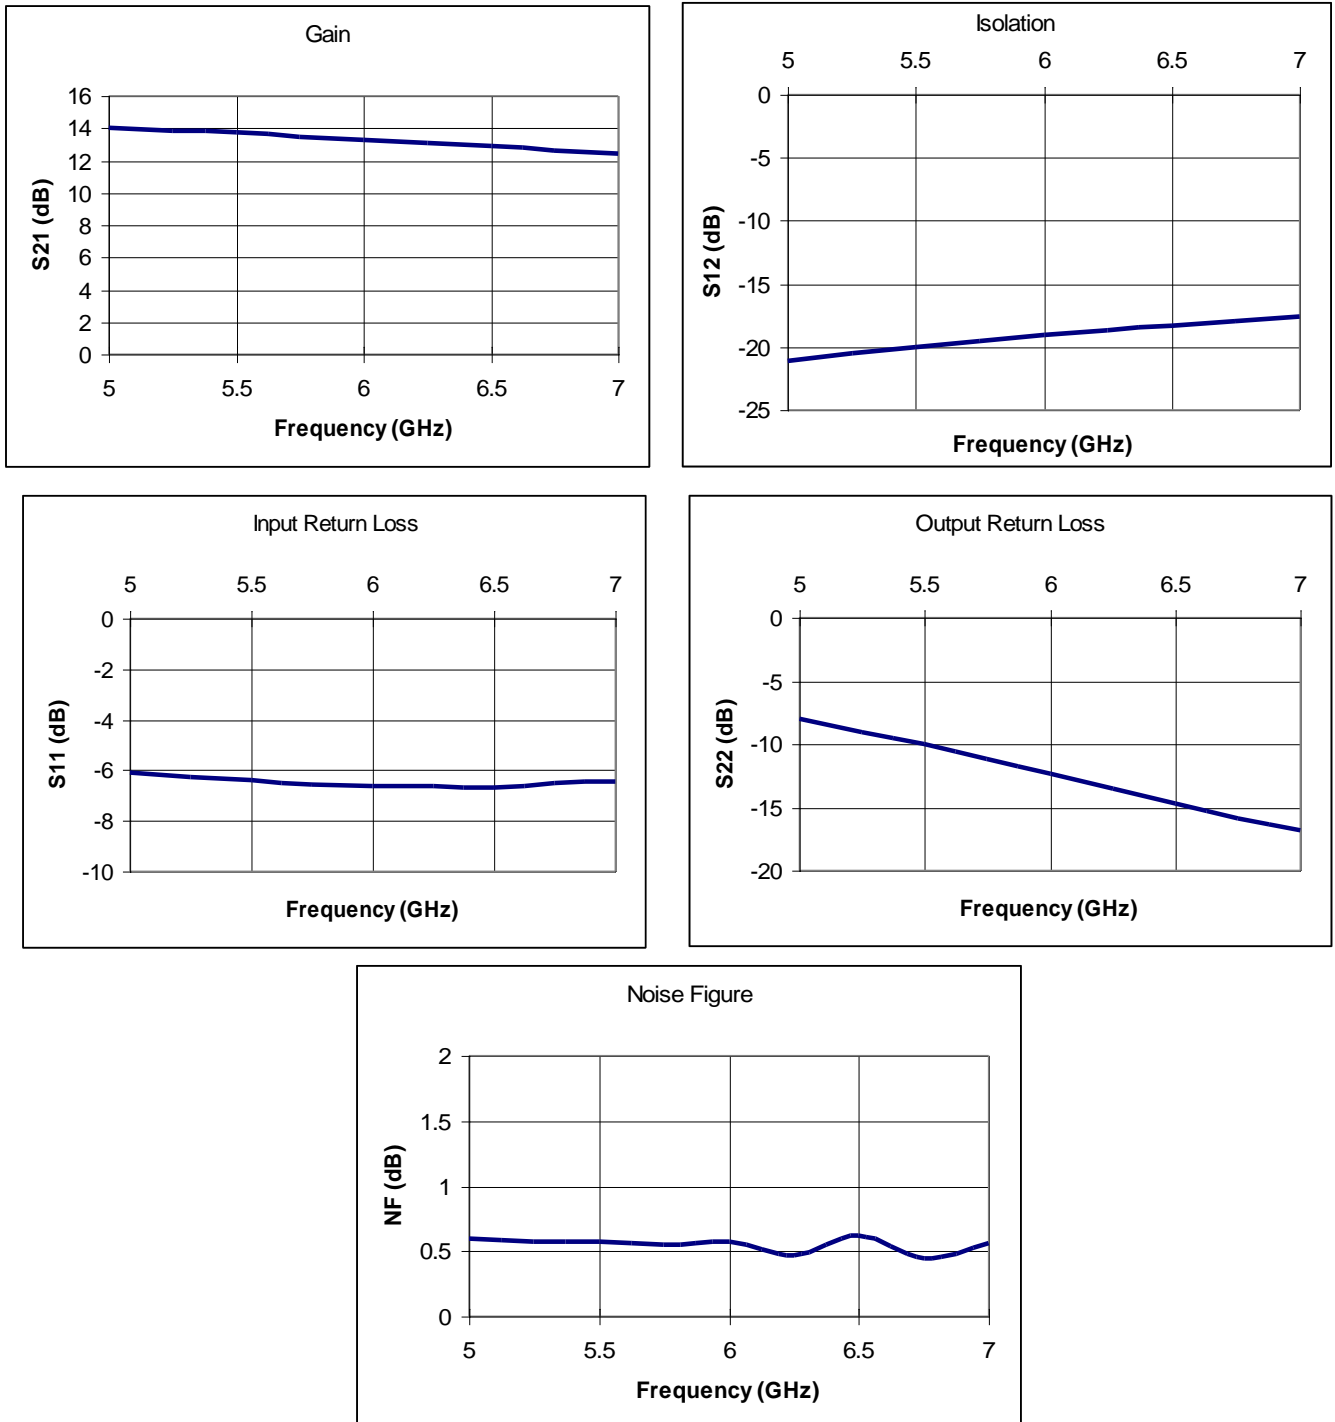 Gain
16
14
12
10
8
6
4
2
0
S21 (dB)
5 5.5 6 6.5 7
Frequency (GHz)
Isolation
5 5.5 6 6.5 7
0
-5
-10
-15
-20
-25
S12 (dB)
Frequency (GHz)
Input Return Loss
5 5.5 6 6.5 7
0
-2
-4
-6
-8
-10
S11 (dB)
Frequency (GHz)
Output Return Loss
5 5.5 6 6.5 7
0
-5
-10
-15
-20
S22 (dB)
Frequency (GHz)
Noise Figure
2
1.5
1
0.5
0
NF (dB)
5 5.5 6 6.5 7
Frequency (GHz)